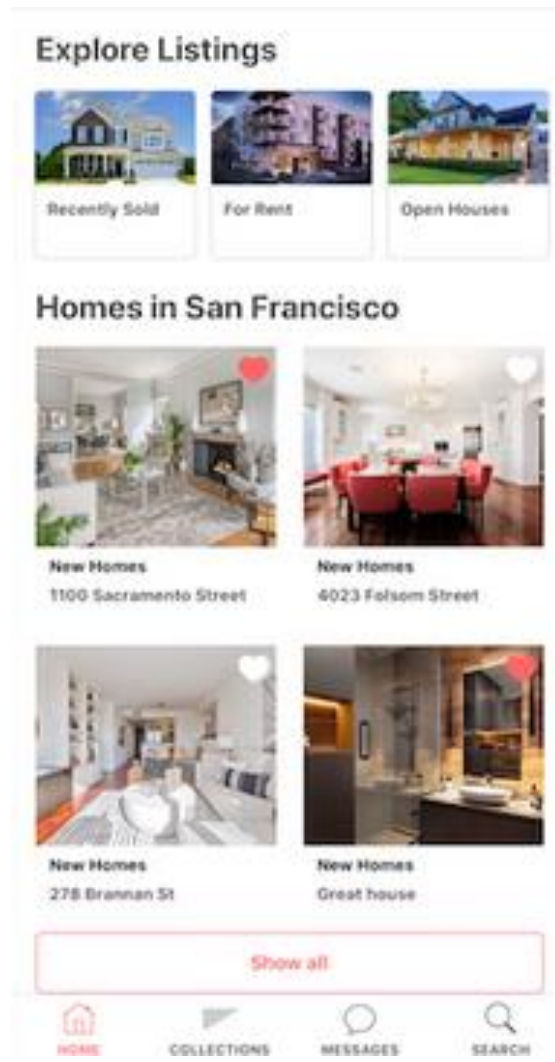 Explore Listings
Recently Sold
For Rent
Open Houses
Homes in San Francisco
New Homes
1100 Sacramento Street
New Homes
4023 Folsom Street
New Homes
278 Brannan St
New Homes
Great house
Show all
HOME
COLLECTIONS
MESSAGES
SEARCH